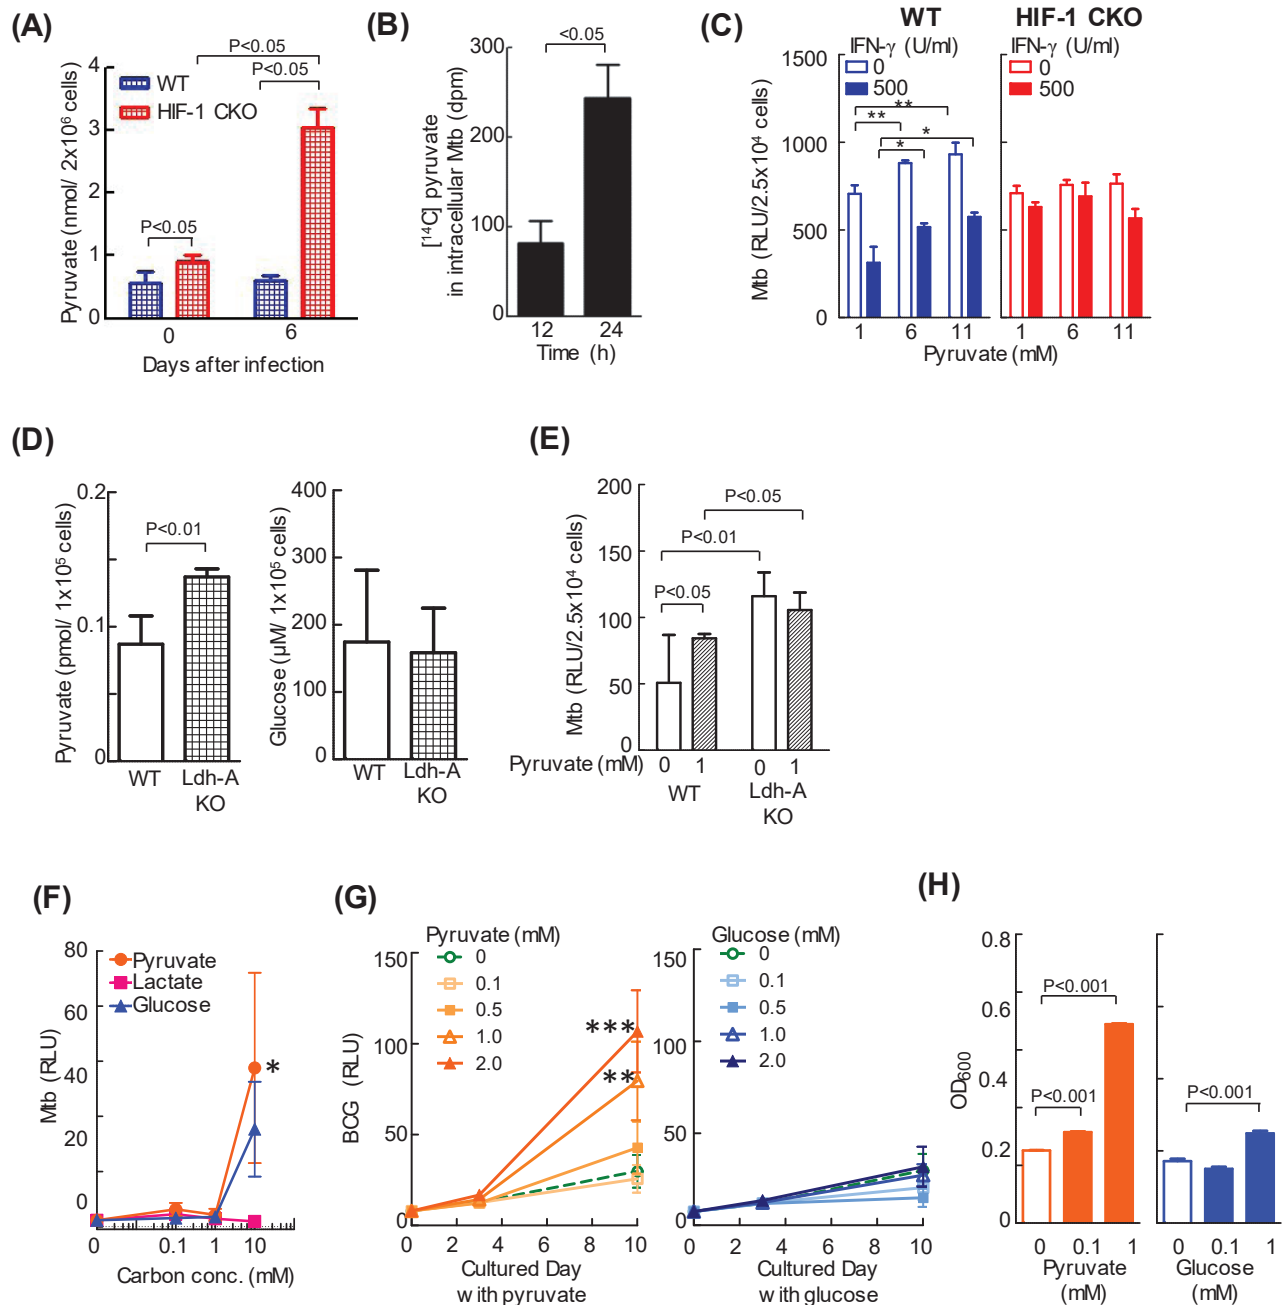 (A)
P<0.05
P<0.05
WT
HIF-1 CKO
P<0.05
Pyruvate (nmol/ 2x10⁶ cells)
4
3
2
1
0
0
6
Days after infection
(B)
<0.05
[¹⁴C] pyruvate
in intracellular Mtb (dpm)
300
200
100
0
12
24
Time (h)
(C)
WT
HIF-1 CKO
IFN-γ (U/ml)
0
500
IFN-γ (U/ml)
0
500
**
**
*
*
Mtb (RLU/2.5x10⁴ cells)
1500
1000
500
0
1
6
11
1
6
11
Pyruvate (mM)
(D)
Pyruvate (pmol/ 1x10⁵ cells)
0.2
0.1
0
P<0.01
WT
Ldh-A
KO
Glucose (µM/ 1x10⁵ cells)
400
300
200
100
0
WT
Ldh-A
KO
(E)
Mtb (RLU/2.5x10⁴ cells)
200
150
100
50
0
P<0.05
P<0.01
P<0.05
Pyruvate (mM) 0 1 0 1
WT
Ldh-A
KO
(F)
Mtb (RLU)
80
60
40
20
0
Pyruvate
Lactate
Glucose
*
0
0.1
1
10
Carbon conc. (mM)
(G)
Pyruvate (mM)
0
0.1
0.5
1.0
2.0
BCG (RLU)
150
100
50
0
***
**
0 2 4 6 8 10
Cultured Day
with pyruvate
Glucose (mM)
0
0.1
0.5
1.0
2.0
150
100
50
0
0 2 4 6 8 10
Cultured Day
with glucose
(H)
OD₆₀₀
0.8
0.6
0.4
0.2
0
P<0.001
P<0.001
P<0.001
0 0.1 1
Pyruvate
(mM)
0 0.1 1
Glucose
(mM)